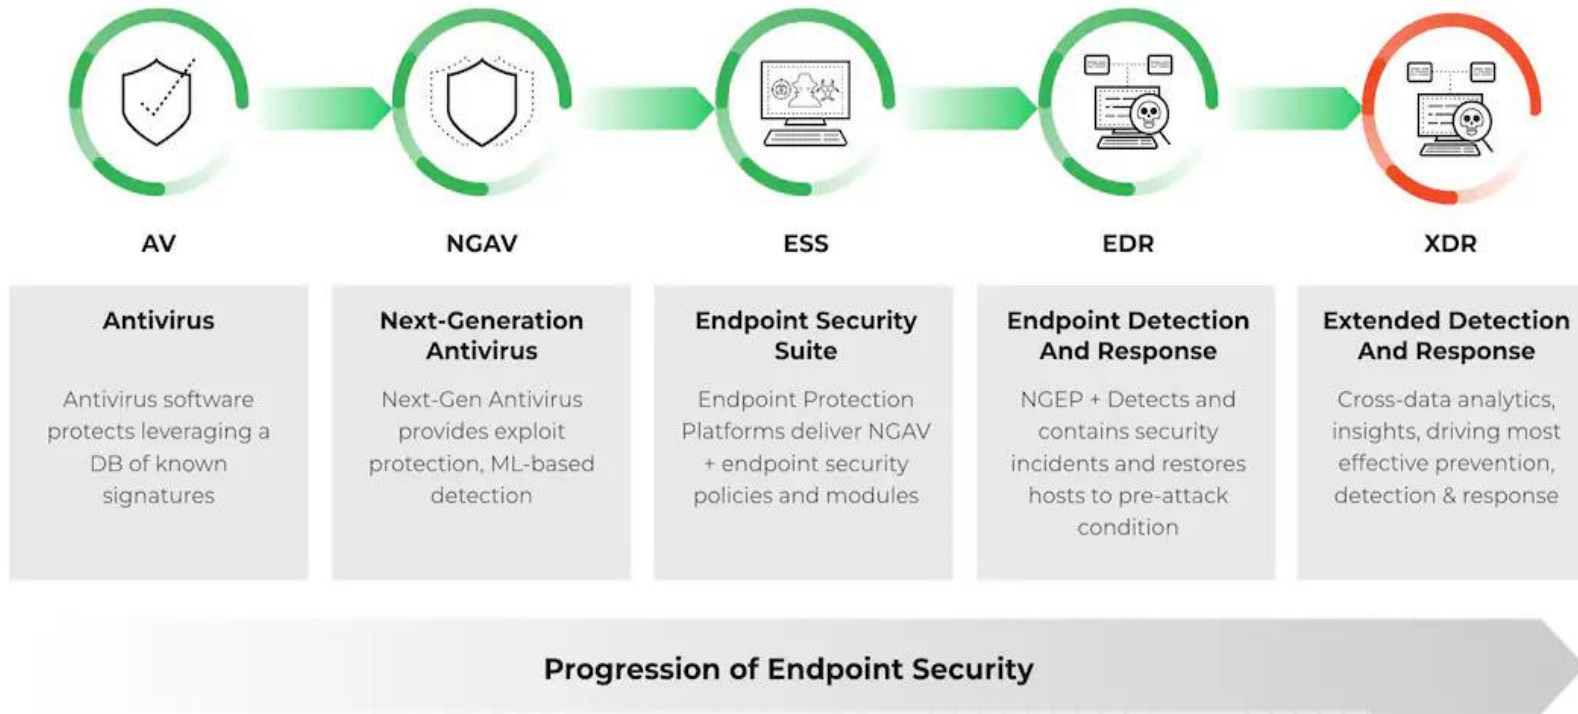 AV
NGAV
ESS
EDR
XDR
Antivirus
Antivirus software
protects leveraging a
DB of known
signatures
Next-Generation
Antivirus
Next-Gen Antivirus
provides exploit
protection, ML-based
detection
Endpoint Security
Suite
Endpoint Protection
Platforms deliver NGAV
+ endpoint security
policies and modules
Endpoint Detection
And Response
NGEP + Detects and
contains security
incidents and restores
hosts to pre-attack
condition
Extended Detection
And Response
Cross-data analytics,
insights, driving most
effective prevention,
detection & response
Progression of Endpoint Security